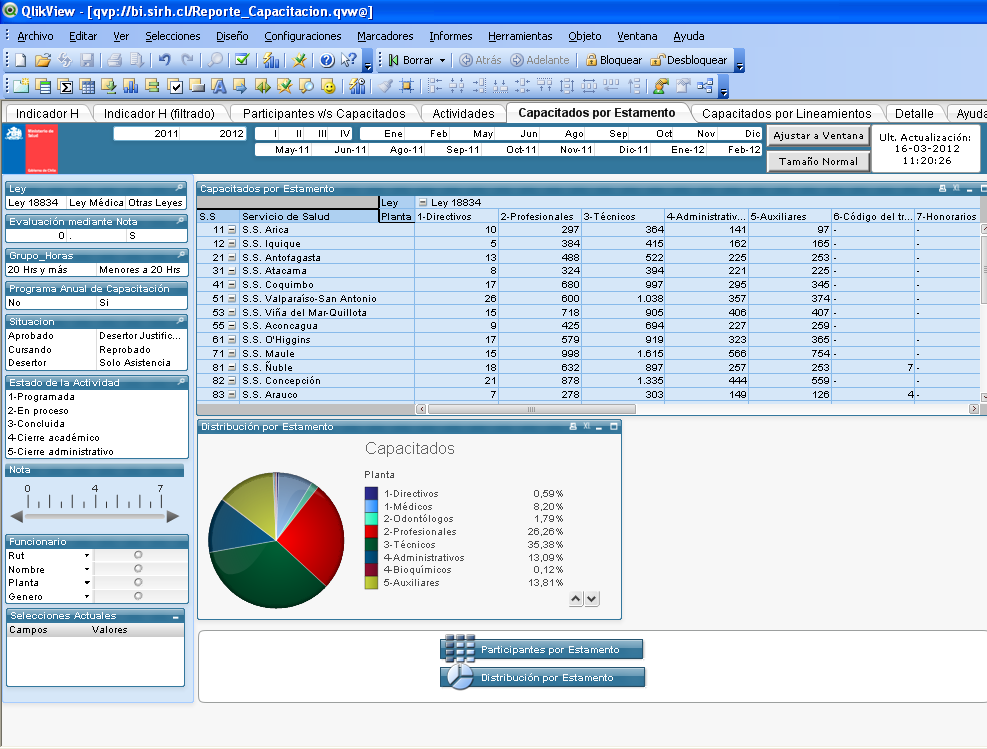 QlikView - [qvp://bi.sirh.cl/Reporte_Capacitacion.qvw@]
Archivo Editar Ver Selecciones Diseño Configuraciones Marcadores Informes Herramientas Objeto Ventana Ayuda
Borrar Atrás Adelante Bloquear Desbloquear
Indicador H Indicador H (filtrado) Participantes v/s Capacitados Actividades Capacitados por Estamento Capacitados por Lineamientos Detalle Ayuda
Ministerio de Salud
Gobierno de Chile
2011 2012 I II III IV Ene Feb May Jun Ago Sep Oct Nov Dic
May-11 Jun-11 Ago-11 Sep-11 Oct-11 Nov-11 Dic-11 Ene-12 Feb-12
Ajustar a Ventana
Tamaño Normal
Ult. Actualización:
16-03-2012
11:20:26
Ley
Ley 18834 Ley Médica Otras Leyes
Evaluación mediante Nota
0 . S
Grupo_Horas
20 Hrs y más Menores a 20 Hrs
Programa Anual de Capacitación
No Si
Situacion
Aprobado Desertor Justific...
Cursando Reprobado
Desertor Solo Asistencia
Estado de la Actividad
1-Programada
2-En proceso
3-Concluida
4-Cierre académico
5-Cierre administrativo
Nota
0 4 7
Funcionario
Rut
Nombre
Planta
Genero
Selecciones Actuales
Campos Valores
Capacitados por Estamento XL
Ley Ley 18834
S.S Servicio de Salud Planta 1-Directivos 2-Profesionales 3-Técnicos 4-Administrativ... 5-Auxiliares 6-Código del tr... 7-Honorarios
11 S.S. Arica 10 297 364 141 97 - -
12 S.S. Iquique 5 384 415 162 165 - -
21 S.S. Antofagasta 13 488 522 225 253 - -
31 S.S. Atacama 8 324 394 221 225 - -
41 S.S. Coquimbo 17 680 997 295 345 - -
51 S.S. Valparaíso-San Antonio 26 600 1.038 357 374 - -
53 S.S. Viña del Mar-Quillota 15 718 905 406 407 - -
55 S.S. Aconcagua 9 425 694 227 259 - -
61 S.S. O'Higgins 17 579 919 323 365 - -
71 S.S. Maule 15 998 1.615 566 754 - -
81 S.S. Ñuble 18 632 897 257 253 7 -
82 S.S. Concepción 21 878 1.335 444 559 - -
83 S.S. Arauco 7 278 303 149 126 4 -
Distribución por Estamento XL
Capacitados
Planta
1-Directivos 0,59%
1-Médicos 8,20%
2-Odontólogos 1,79%
2-Profesionales 26,26%
3-Técnicos 35,38%
4-Administrativos 13,09%
4-Bioquímicos 0,12%
5-Auxiliares 13,81%
Participantes por Estamento
Distribución por Estamento